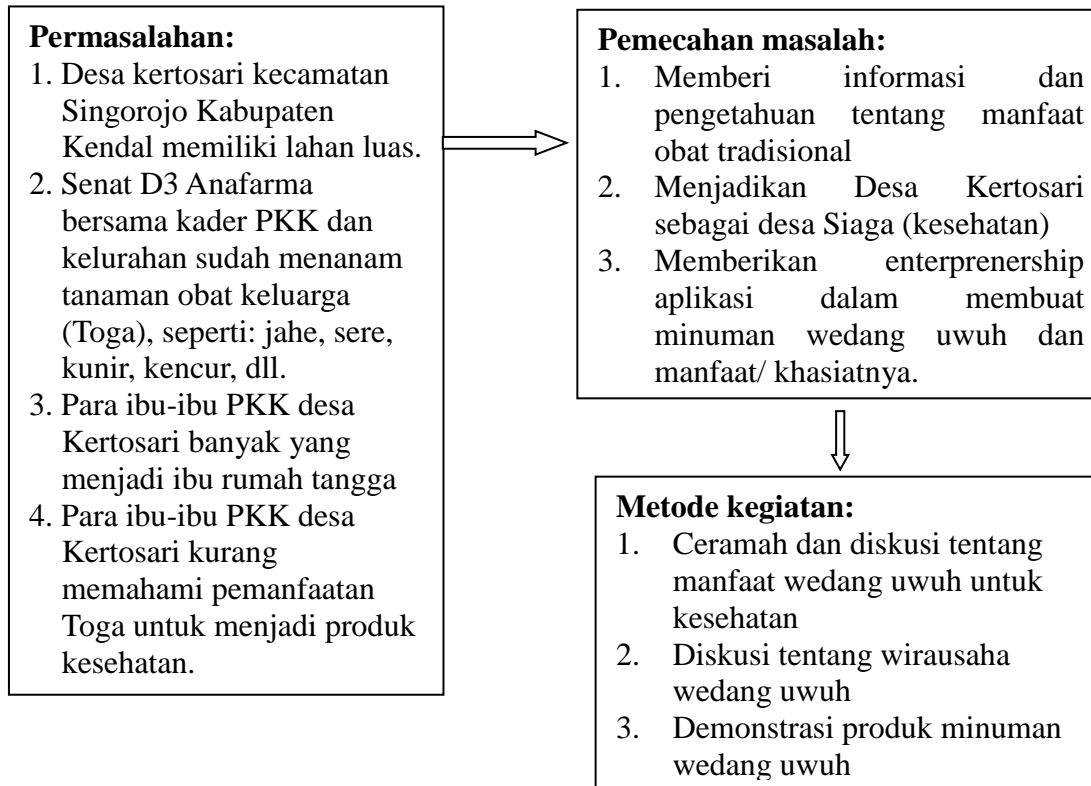 Permasalahan:
1. Desa kertosari kecamatan
Singorojo Kabupaten
Kendal memiliki lahan luas.
2. Senat D3 Anafarma
bersama kader PKK dan
kelurahan sudah menanam
tanaman obat keluarga
(Toga), seperti: jahe, sere,
kunir, kencur, dll.
3. Para ibu-ibu PKK desa
Kertosari banyak yang
menjadi ibu rumah tangga
4. Para ibu-ibu PKK desa
Kertosari kurang
memahami pemanfaatan
Toga untuk menjadi produk
kesehatan.
Pemecahan masalah:
1. Memberi informasi dan
pengetahuan tentang manfaat
obat tradisional
2. Menjadikan Desa Kertosari
sebagai desa Siaga (kesehatan)
3. Memberikan enterprenership
aplikasi dalam membuat
minuman wedang uwuh dan
manfaat/ khasiatnya.
Metode kegiatan:
1. Ceramah dan diskusi tentang
manfaat wedang uwuh untuk
kesehatan
2. Diskusi tentang wirausaha
wedang uwuh
3. Demonstrasi produk minuman
wedang uwuh